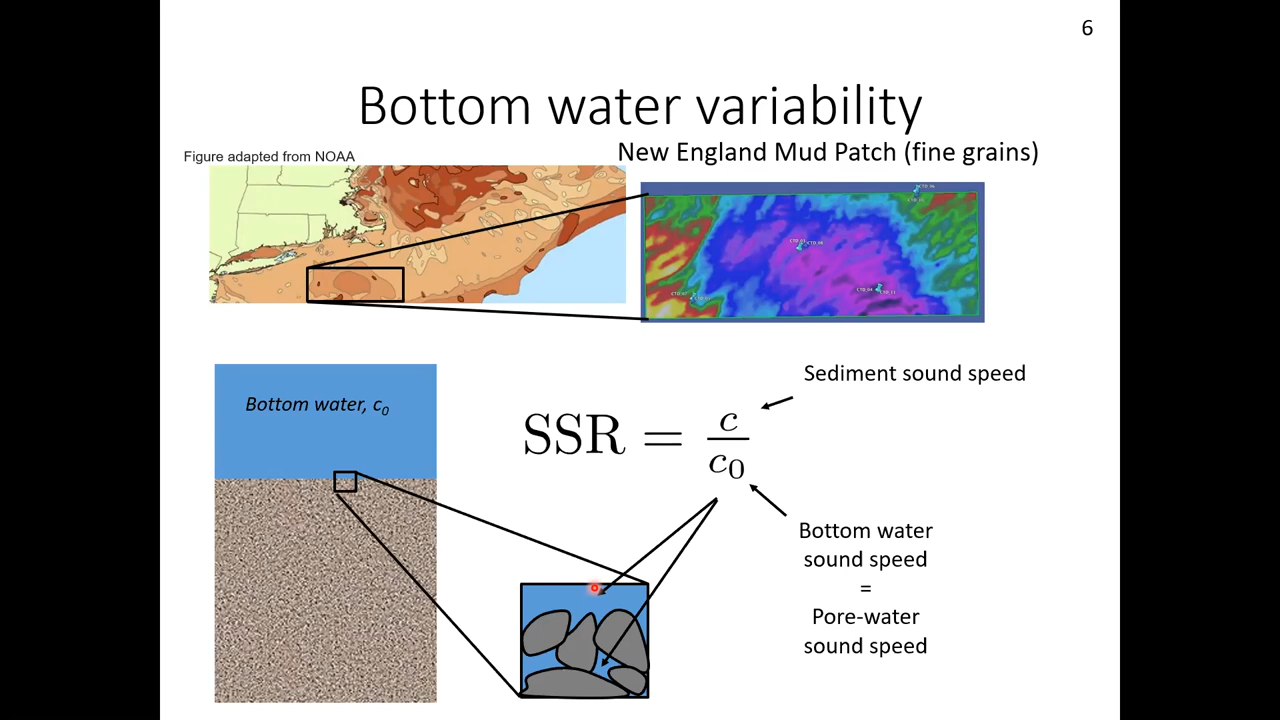 6
Bottom water variability
Figure adapted from NOAA
New England Mud Patch (fine grains)
Bottom water, c₀
SSR = c / c₀
Sediment sound speed
Bottom water
sound speed
=
Pore-water
sound speed